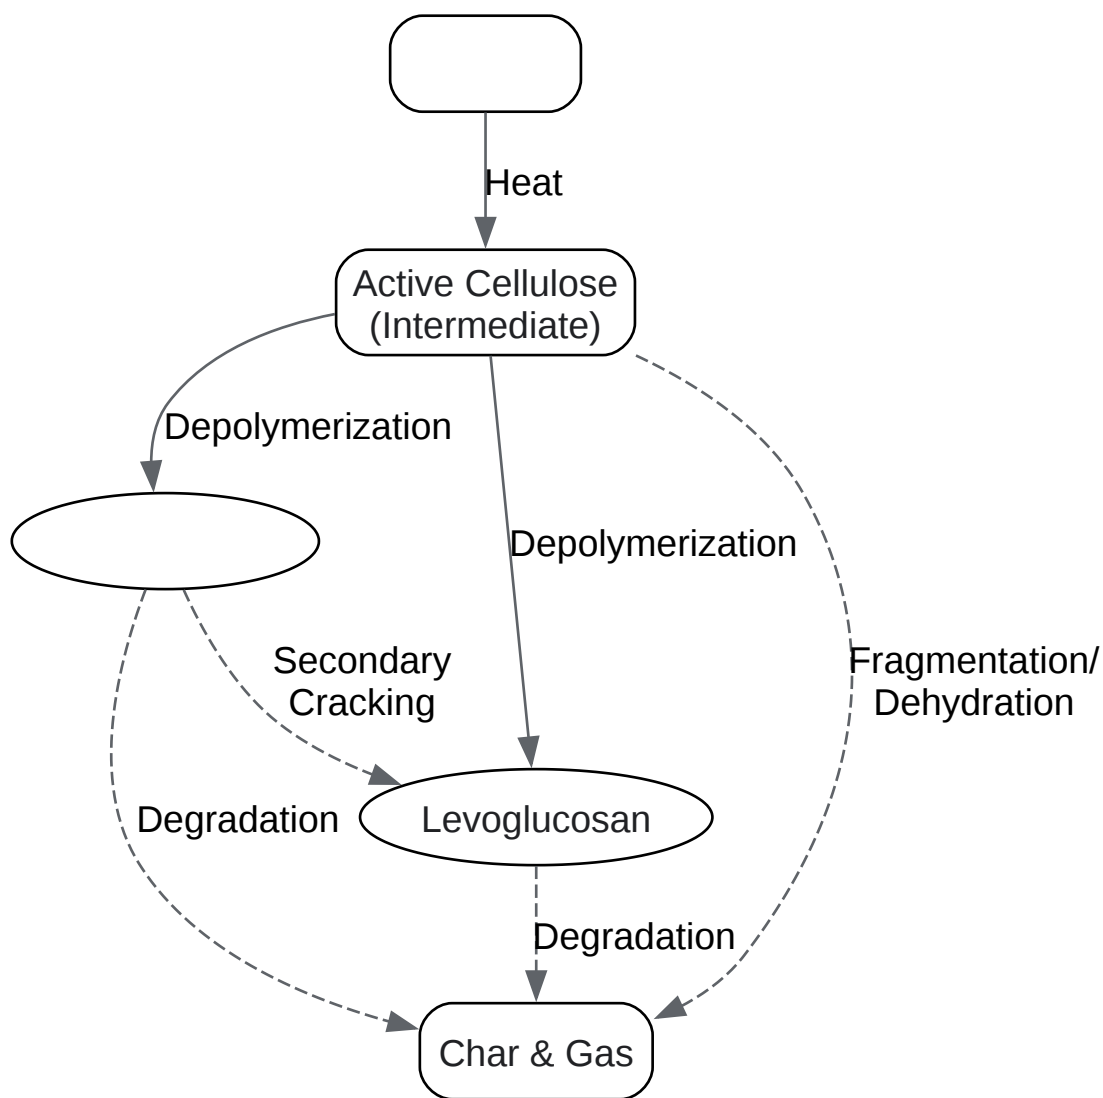 Heat
Active Cellulose
(Intermediate)
Depolymerization
Depolymerization
Secondary
Cracking
Fragmentation/
Dehydration
Degradation
Levoglucosan
Degradation
Char & Gas